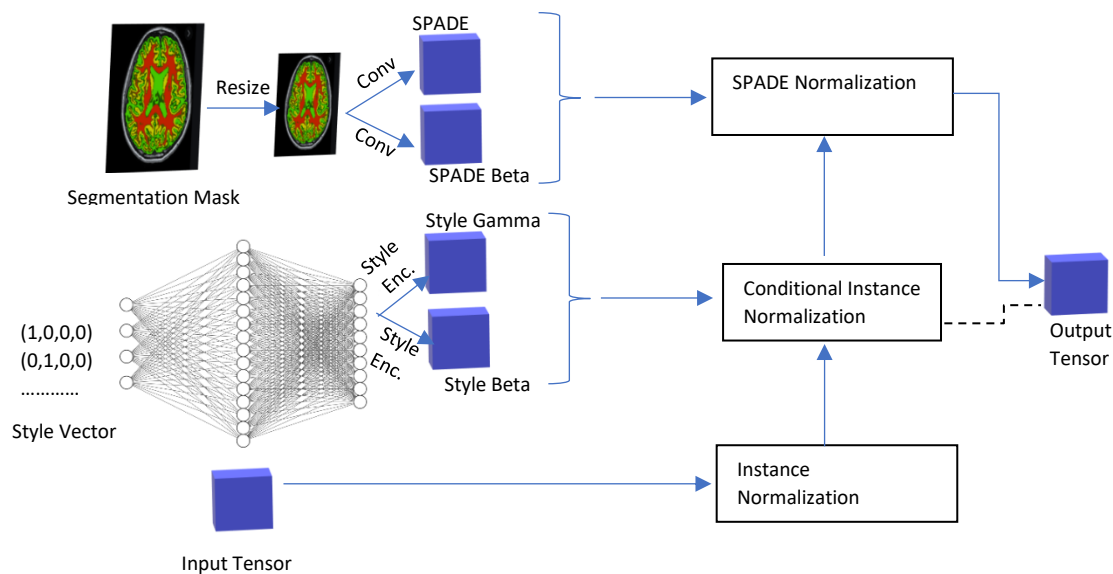 SPADE
Resize
Conv
Conv
SPADE Beta
Segmentation Mask
SPADE Normalization
Style Gamma
Style
Enc.
Style
Enc.
Style Beta
(1,0,0,0)
(0,1,0,0)
…………
Style Vector
Conditional Instance
Normalization
Output
Tensor
Instance
Normalization
Input Tensor